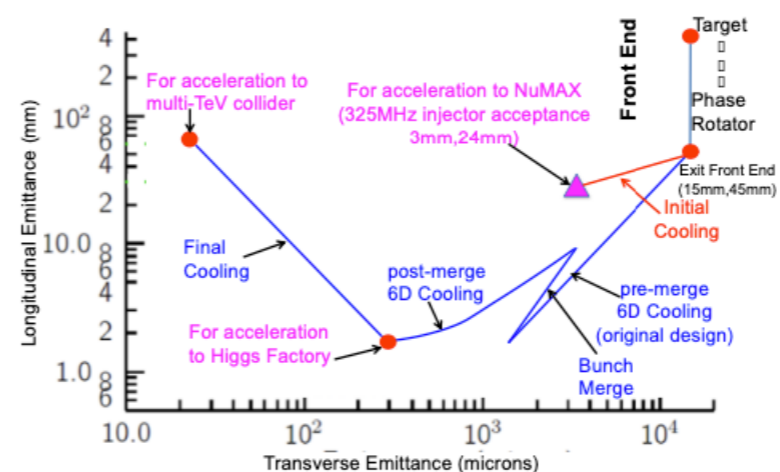 Target
Front End
Phase
Rotator
For acceleration to
multi-TeV collider
For acceleration to NuMAX
(325MHz injector acceptance
3mm,24mm)
Exit Front End
(15mm,45mm)
Initial
Cooling
Final
Cooling
post-merge
6D Cooling
pre-merge
6D Cooling
(original design)
For acceleration
to Higgs Factory
Bunch
Merge
Longitudinal Emittance (mm)
4
2
10²
8
6
4
2
10.0
8
6
4
2
1.0
8
6
10.0
10²
10³
10⁴
Transverse Emittance (microns)